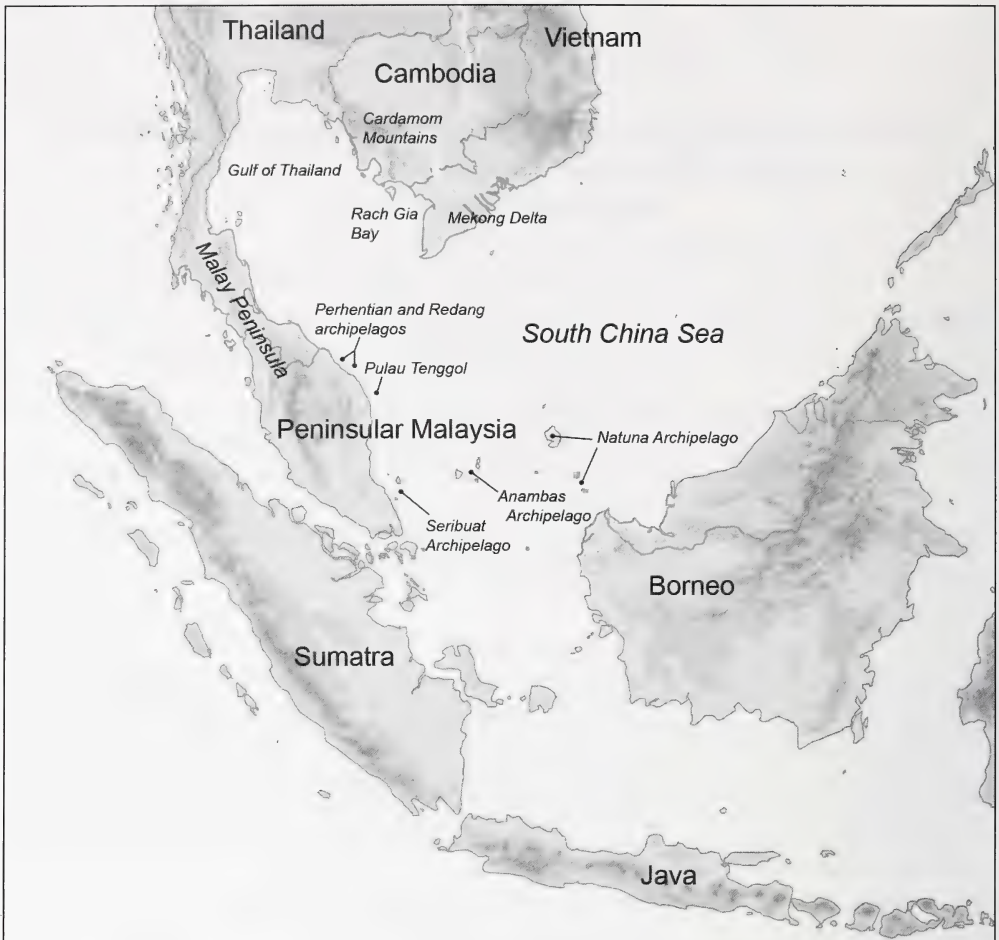 Thailand
Vietnam
Cambodia
Cardamom
Mountains
Gulf of Thailand
Rach Gia
Bay
Mekong Delta
Malay Peninsula
Perhentian and Redang
archipelagos
South China Sea
Pulau Tenggol
Peninsular Malaysia
Natuna Archipelago
Anambas
Archipelago
Seribuat
Archipelago
Borneo
Sumatra
Java